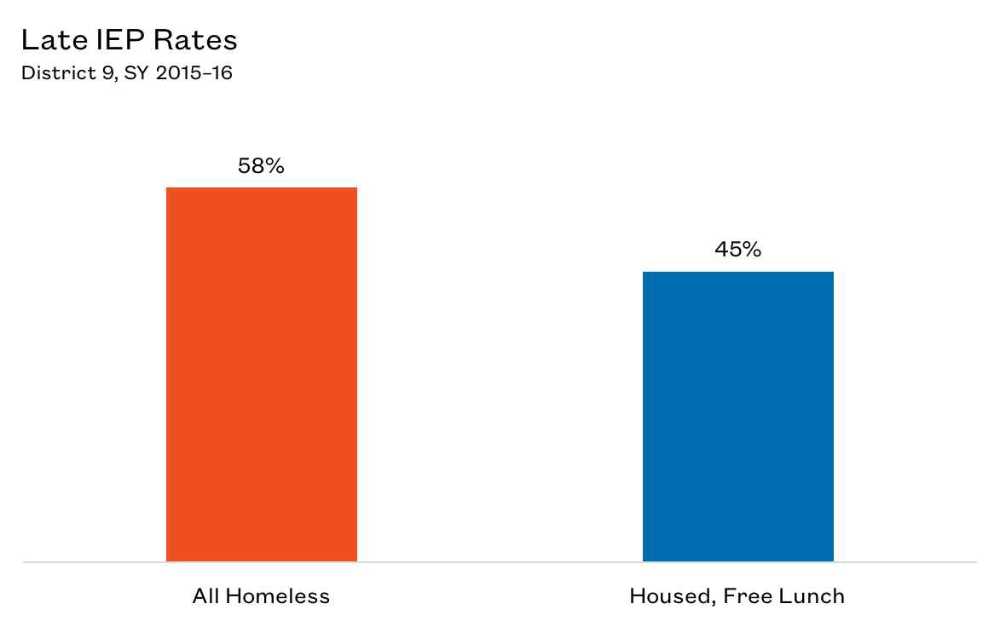 Late IEP Rates
District 9, SY 2015–16
58%
45%
All Homeless
Housed, Free Lunch